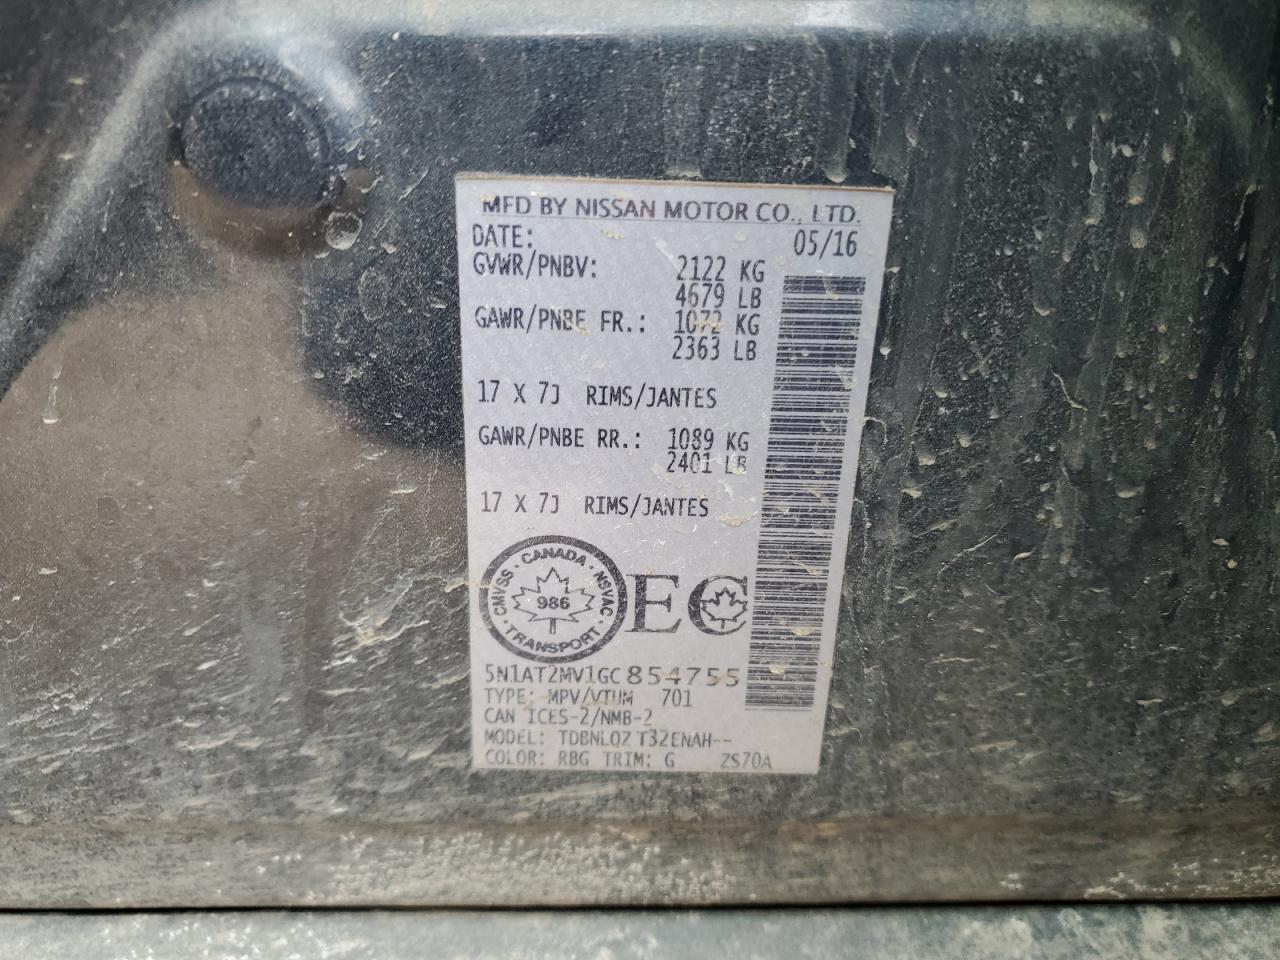 MFD BY NISSAN MOTOR CO., LTD.
DATE: 05/16
GVWR/PNBV: 2122 KG
4679 LB
GAWR/PNBE FR.: 1072 KG
2363 LB
17 X 7J RIMS/JANTES
GAWR/PNBE RR.: 1089 KG
2401 LB
17 X 7J RIMS/JANTES
CANADA · NSVAC · TRANSPORT · CMVSS ·
986
EC
5N1AT2MV1GC854755
TYPE: MPV/VTUM 701
CAN ICES-2/NMB-2
MODEL: TDBNLQZ T32ENAH--
COLOR: RBG TRIM: G ZS70A